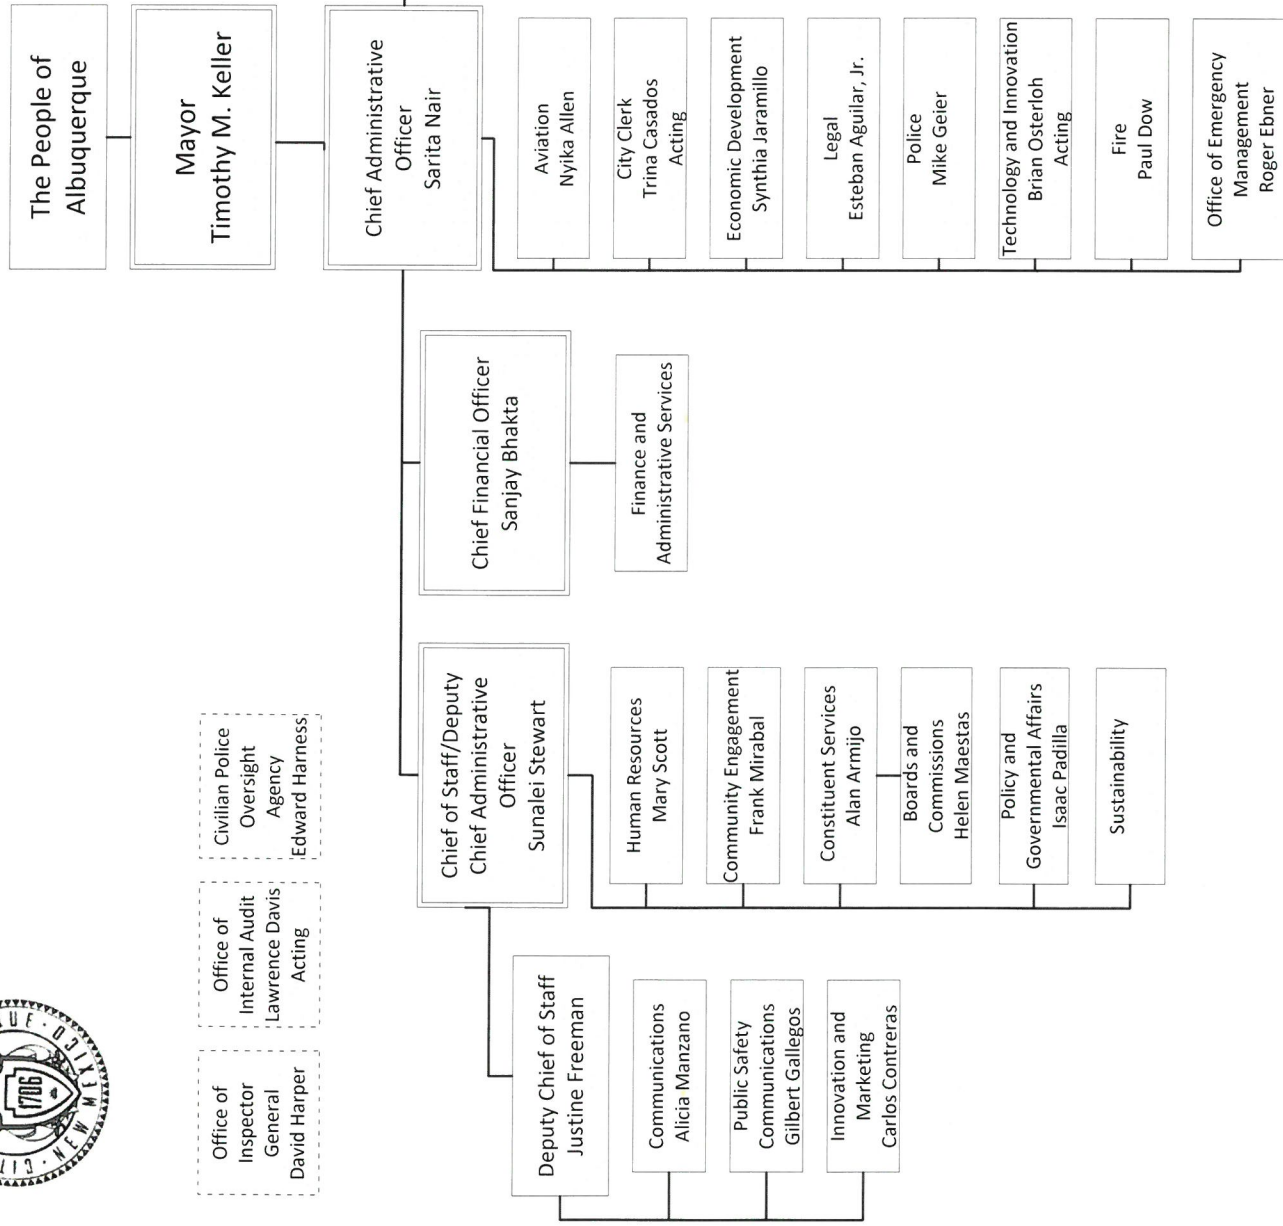 CIT
UE
NEW MEXICO
1706
The People of
Albuquerque
Mayor
Timothy M. Keller
Office of
Inspector
General
David Harper
Office of
Internal Audit
Lawrence Davis
Acting
Civilian Police
Oversight
Agency
Edward Harness
Chief Administrative
Officer
Sarita Nair
Chief of Staff/Deputy
Chief Administrative
Officer
Sunalei Stewart
Chief Financial Officer
Sanjay Bhakta
Deputy Chief of Staff
Justine Freeman
Communications
Alicia Manzano
Public Safety
Communications
Gilbert Gallegos
Innovation and
Marketing
Carlos Contreras
Human Resources
Mary Scott
Community Engagement
Frank Mirabal
Constituent Services
Alan Armijo
Boards and
Commissions
Helen Maestas
Policy and
Governmental Affairs
Isaac Padilla
Sustainability
Finance and
Administrative Services
Aviation
Nyika Allen
City Clerk
Trina Casados
Acting
Economic Development
Synthia Jaramillo
Legal
Esteban Aguilar, Jr.
Police
Mike Geier
Technology and Innovation
Brian Osterloh
Acting
Fire
Paul Dow
Office of Emergency
Management
Roger Ebner